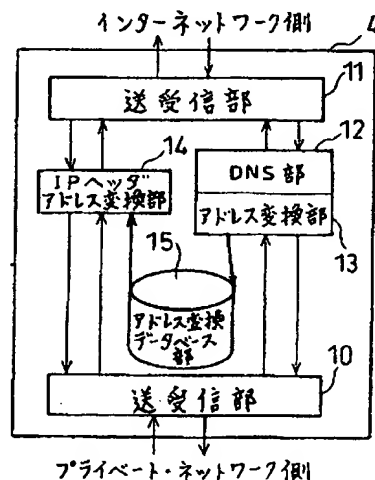 インターネットワーク側
4
11
送受信部
14
12
IPヘッダ
アドレス変換部
DNS部
アドレス変換部
13
15
アドレス変換
データベース
部
10
送受信部
プライベート・ネットワーク側